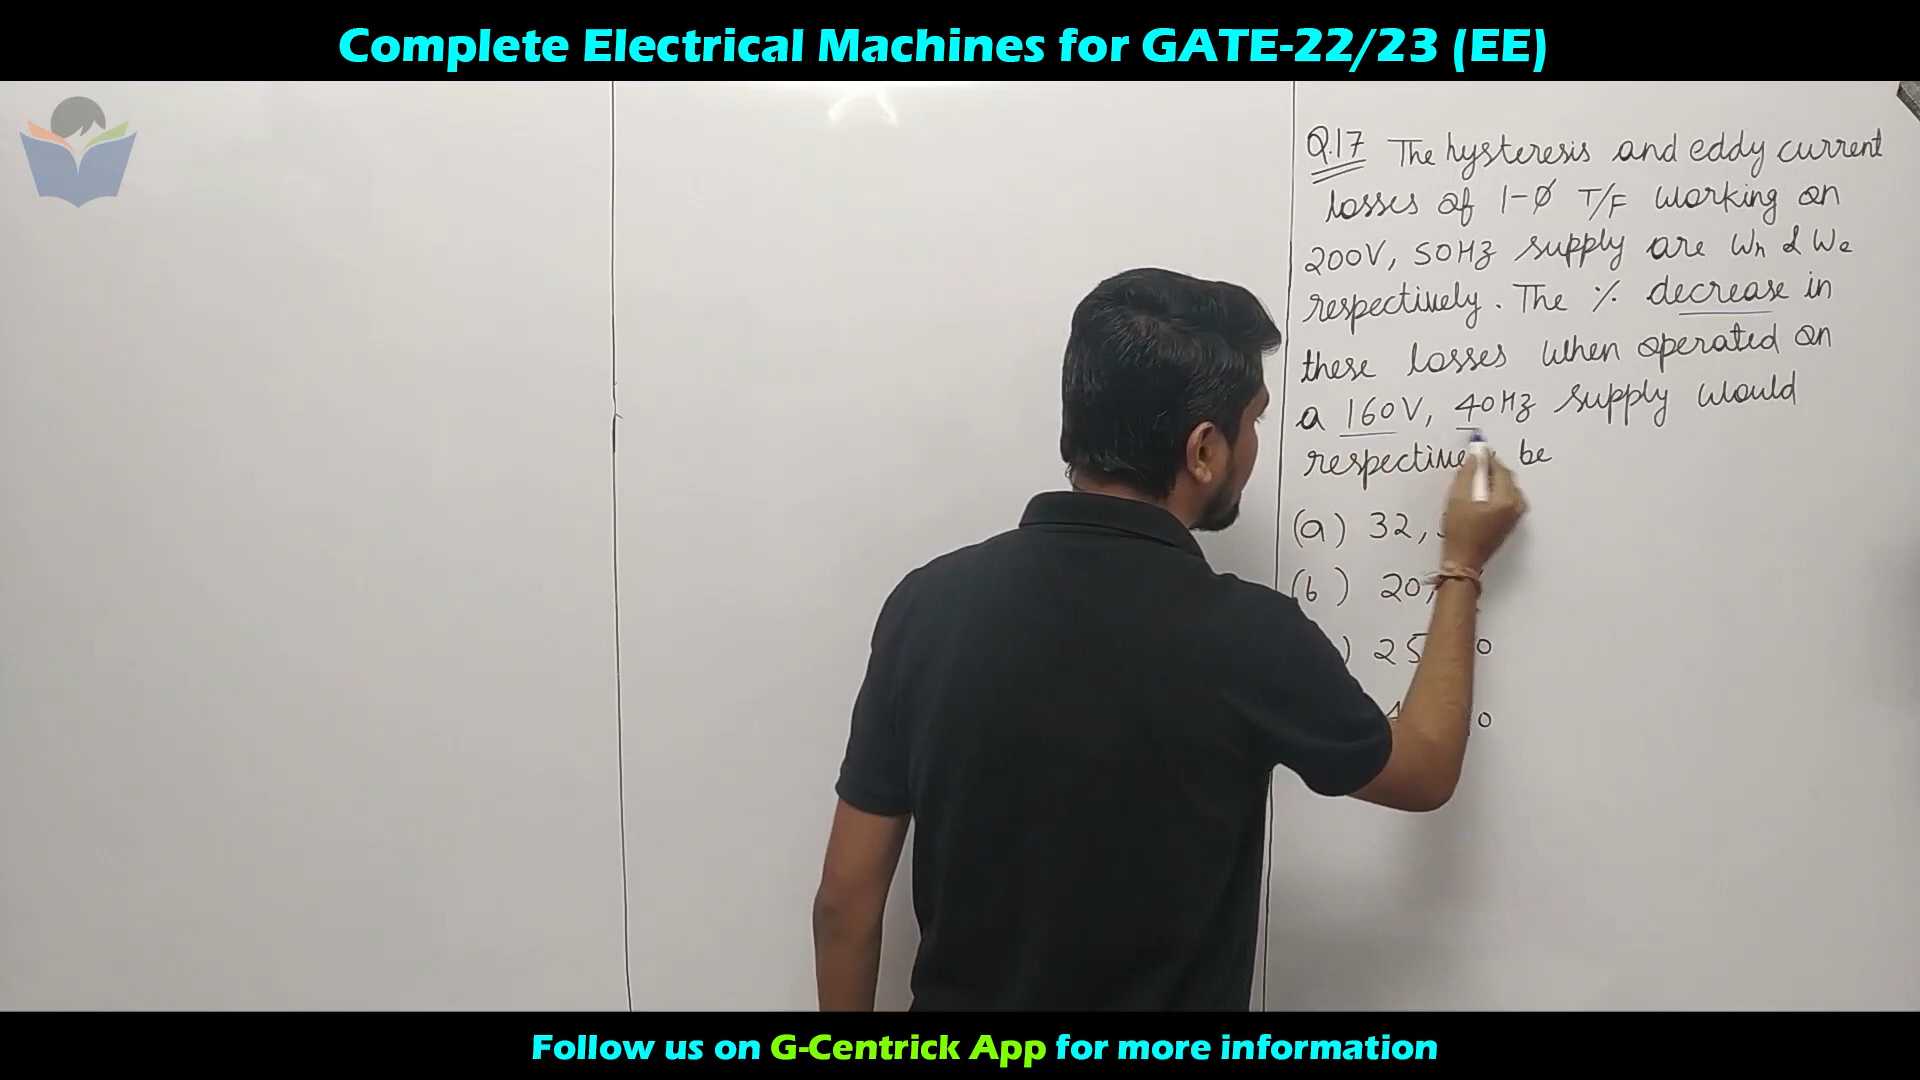 Complete Electrical Machines for GATE-22/23 (EE)
Q.17 The hysteresis and eddy current
losses of 1-Ø T/F working on
200V, 50Hz supply are Wh & We
respectively. The % decrease in
these losses when operated on
a 160V, 40Hz supply would
be
(a) 32,
(b) 20,
) 25
Follow us on G-Centrick App for more information